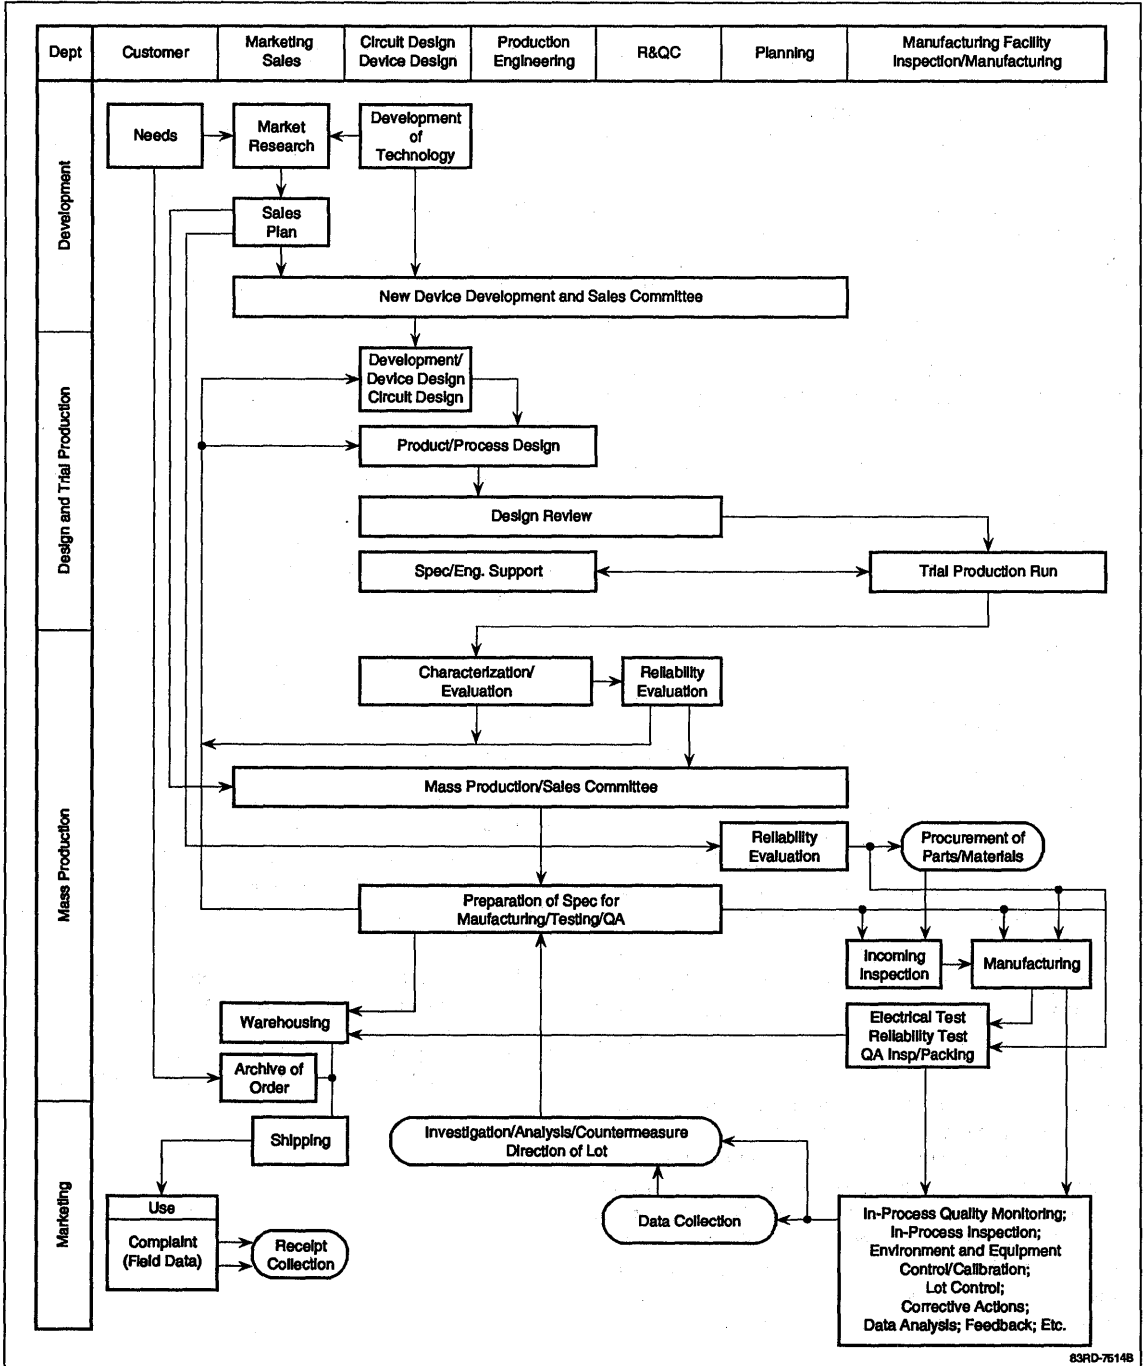 Dept
Customer
Marketing
Sales
Circuit Design
Device Design
Production
Engineering
R&QC
Planning
Manufacturing Facility
Inspection/Manufacturing
Development
Needs
Market
Research
Development
of
Technology
Sales
Plan
New Device Development and Sales Committee
Design and Trial Production
Development/
Device Design
Circuit Design
Product/Process Design
Design Review
Spec/Eng. Support
Trial Production Run
Mass Production
Characterization/
Evaluation
Reliability
Evaluation
Mass Production/Sales Committee
Reliability
Evaluation
Procurement of
Parts/Materials
Preparation of Spec for
Maufacturing/Testing/QA
Incoming
Inspection
Manufacturing
Warehousing
Electrical Test
Reliability Test
QA Insp/Packing
Archive of
Order
Marketing
Shipping
Investigation/Analysis/Countermeasure
Direction of Lot
Use
Complaint
(Field Data)
Receipt
Collection
Data Collection
In-Process Quality Monitoring;
In-Process Inspection;
Environment and Equipment
Control/Calibration;
Lot Control;
Corrective Actions;
Data Analysis; Feedback; Etc.
83RD-7514B